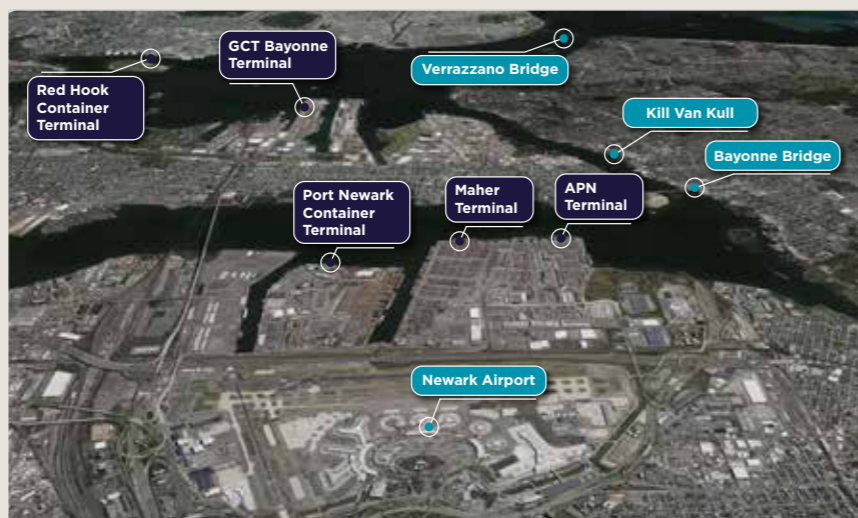 GCT Bayonne
Terminal
Verrazzano Bridge
Red Hook
Container
Terminal
Kill Van Kull
Bayonne Bridge
Port Newark
Container
Terminal
Maher
Terminal
APN
Terminal
Newark Airport